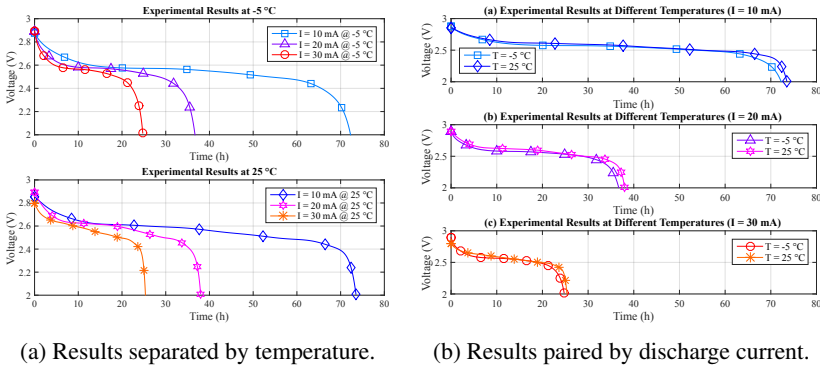 Experimental Results at -5 °C
Voltage (V)
3
2.8
2.6
2.4
2.2
2
I = 10 mA @ -5 °C
I = 20 mA @ -5 °C
I = 30 mA @ -5 °C
0 10 20 30 40 50 60 70 80
Time (h)
Experimental Results at 25 °C
Voltage (V)
3
2.8
2.6
2.4
2.2
2
I = 10 mA @ 25 °C
I = 20 mA @ 25 °C
I = 30 mA @ 25 °C
0 10 20 30 40 50 60 70 80
Time (h)
(a) Results separated by temperature.
(a) Experimental Results at Different Temperatures (I = 10 mA)
Voltage (V)
3
2.5
2
T = -5 °C
T = 25 °C
0 10 20 30 40 50 60 70 80
Time (h)
(b) Experimental Results at Different Temperatures (I = 20 mA)
Voltage (V)
3
2.5
2
T = -5 °C
T = 25 °C
0 10 20 30 40 50 60 70 80
Time (h)
(c) Experimental Results at Different Temperatures (I = 30 mA)
Voltage (V)
3
2.5
2
T = -5 °C
T = 25 °C
0 10 20 30 40 50 60 70 80
Time (h)
(b) Results paired by discharge current.